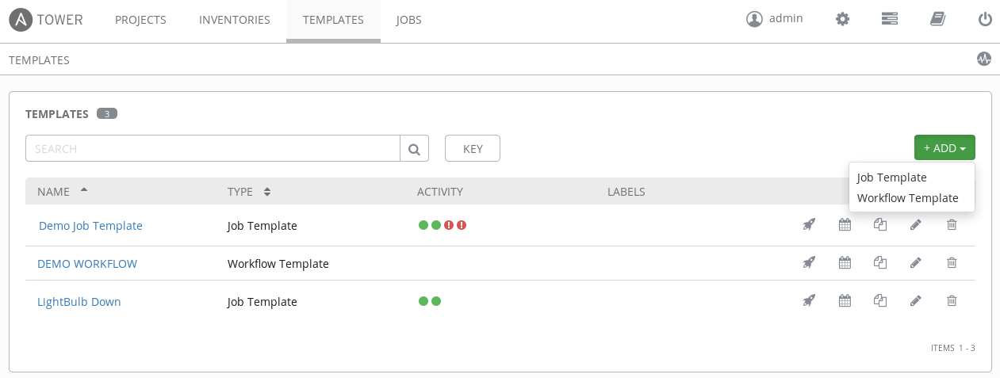 A TOWER PROJECTS INVENTORIES TEMPLATES JOBS admin
TEMPLATES
TEMPLATES 3
SEARCH KEY + ADD
Job Template
Workflow Template
NAME TYPE ACTIVITY LABELS
Demo Job Template Job Template
DEMO WORKFLOW Workflow Template
LightBulb Down Job Template
ITEMS 1 - 3